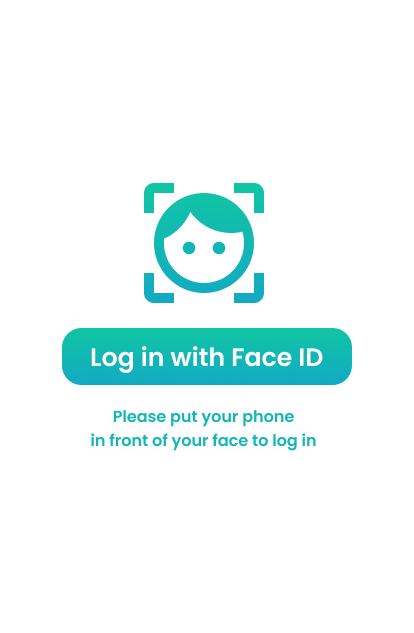 Log in with Face ID
Please put your phone
in front of your face to log in